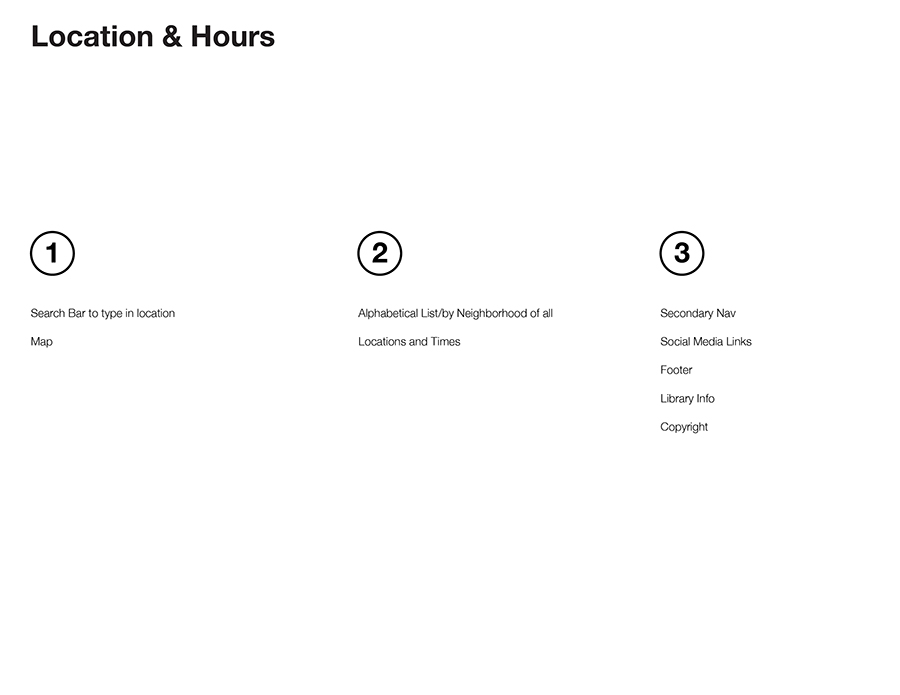 Location & Hours
1
Search Bar to type in location
Map
2
Alphabetical List/by Neighborhood of all
Locations and Times
3
Secondary Nav
Social Media Links
Footer
Library Info
Copyright